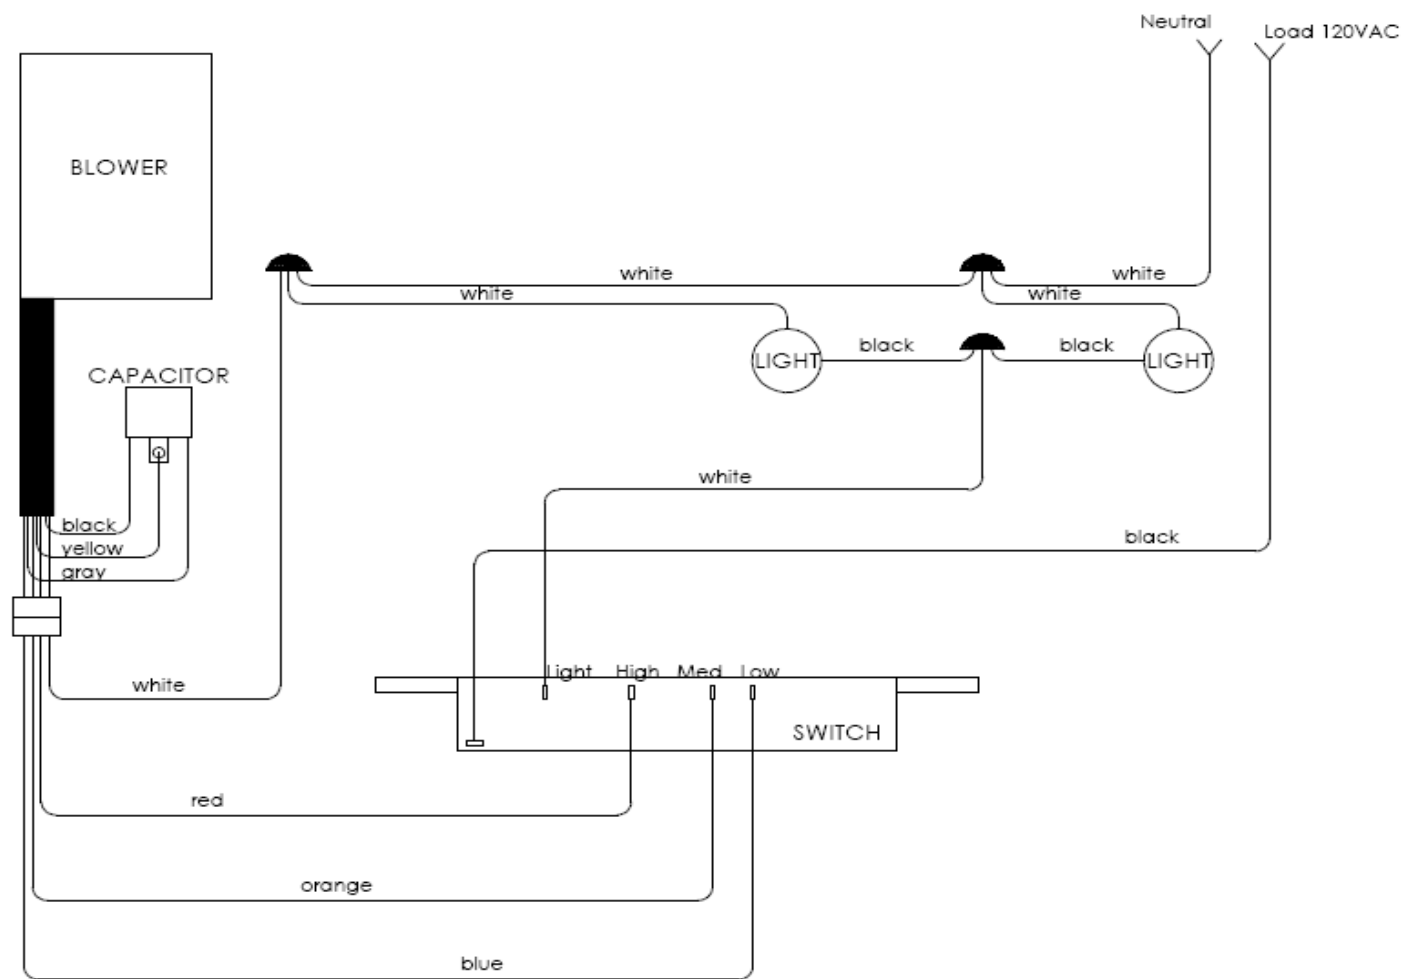 Neutral
Load 120VAC
BLOWER
white
white
white
white
LIGHT
black
black
LIGHT
CAPACITOR
white
black
black
yellow
gray
Light High Med Low
white
SWITCH
red
orange
blue